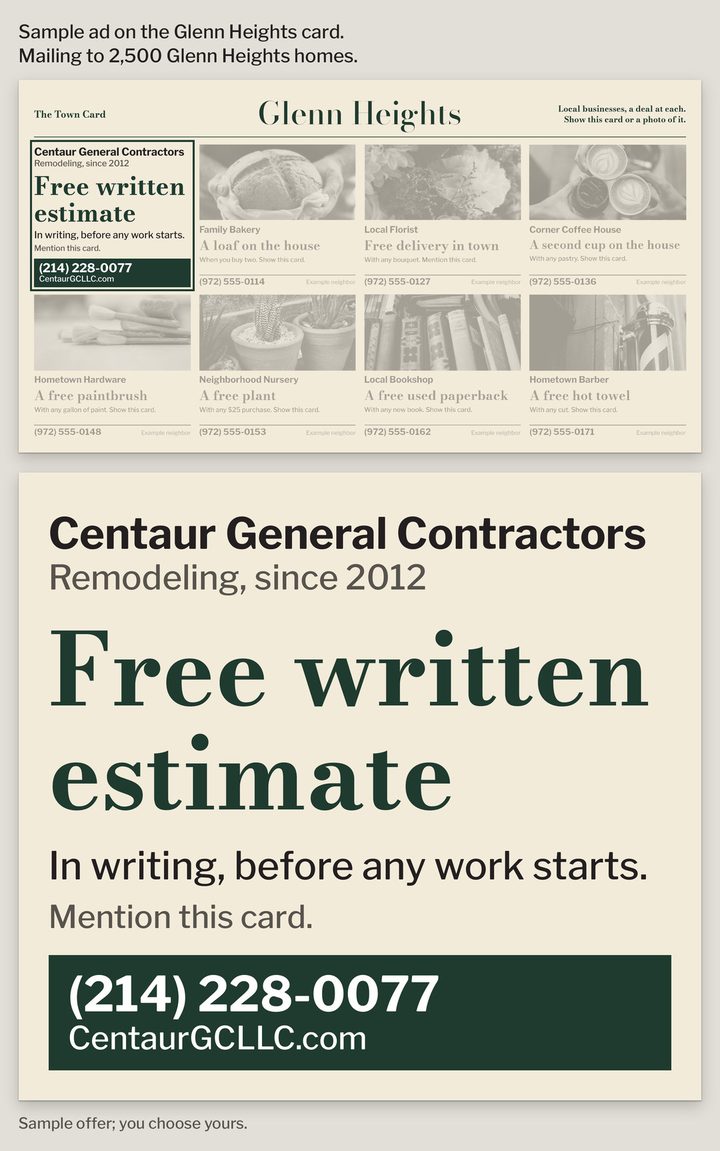 Sample ad on the Glenn Heights card.
Mailing to 2,500 Glenn Heights homes.
The Town Card
Glenn Heights
Local businesses, a deal at each.
Show this card or a photo of it.
Centaur General Contractors
Remodeling, since 2012
Free written
estimate
In writing, before any work starts.
Mention this card.
(214) 228-0077
CentaurGCLLC.com
Family Bakery
A loaf on the house
When you buy two. Show this card.
(972) 555-0114
Example neighbor
Local Florist
Free delivery in town
With any bouquet. Mention this card.
(972) 555-0127
Example neighbor
Corner Coffee House
A second cup on the house
With any pastry. Show this card.
(972) 555-0136
Example neighbor
Hometown Hardware
A free paintbrush
With any gallon of paint. Show this card.
(972) 555-0148
Example neighbor
Neighborhood Nursery
A free plant
With any $25 purchase. Show this card.
(972) 555-0153
Example neighbor
Local Bookshop
A free used paperback
With any new book. Show this card.
(972) 555-0162
Example neighbor
Hometown Barber
A free hot towel
With any cut. Show this card.
(972) 555-0171
Example neighbor
Centaur General Contractors
Remodeling, since 2012
Free written
estimate
In writing, before any work starts.
Mention this card.
(214) 228-0077
CentaurGCLLC.com
Sample offer; you choose yours.